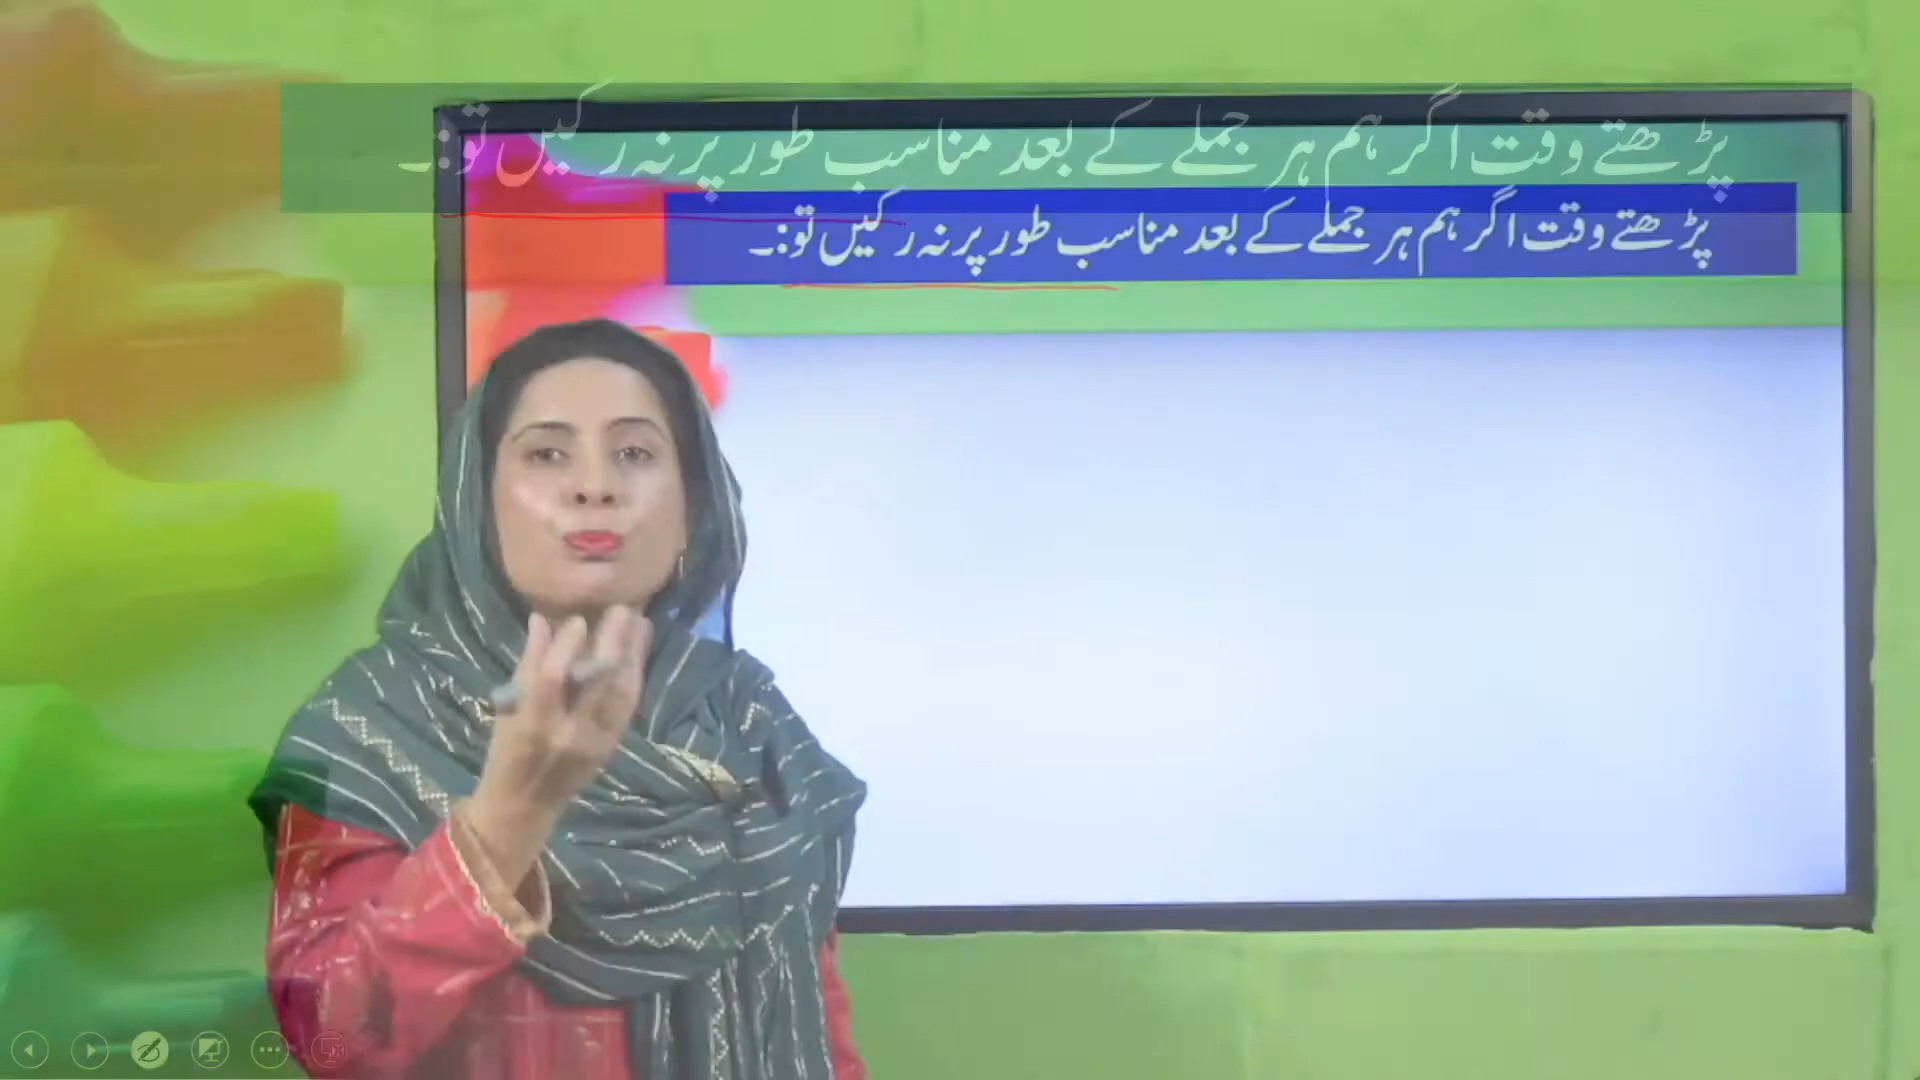 پڑھتے وقت اگر ہم ہر جملے کے بعد مناسب طور پر نہ رکیں تو:۔
پڑھتے وقت اگر ہم ہر جملے کے بعد مناسب طور پر نہ رکیں تو:۔